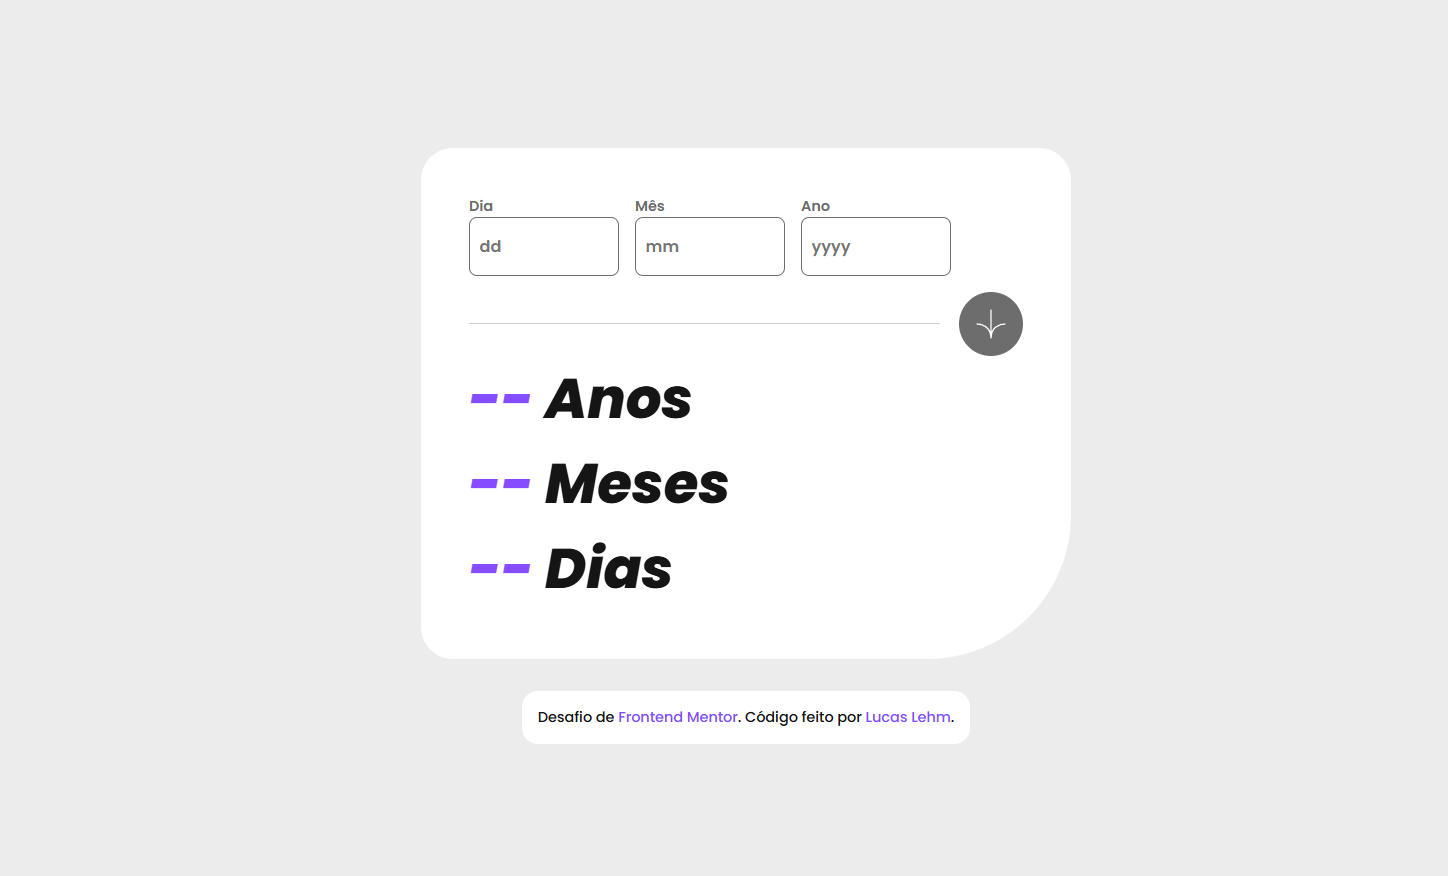 Dia Mês Ano
dd mm yyyy
-- Anos
-- Meses
-- Dias
Desafio de Frontend Mentor. Código feito por Lucas Lehm.